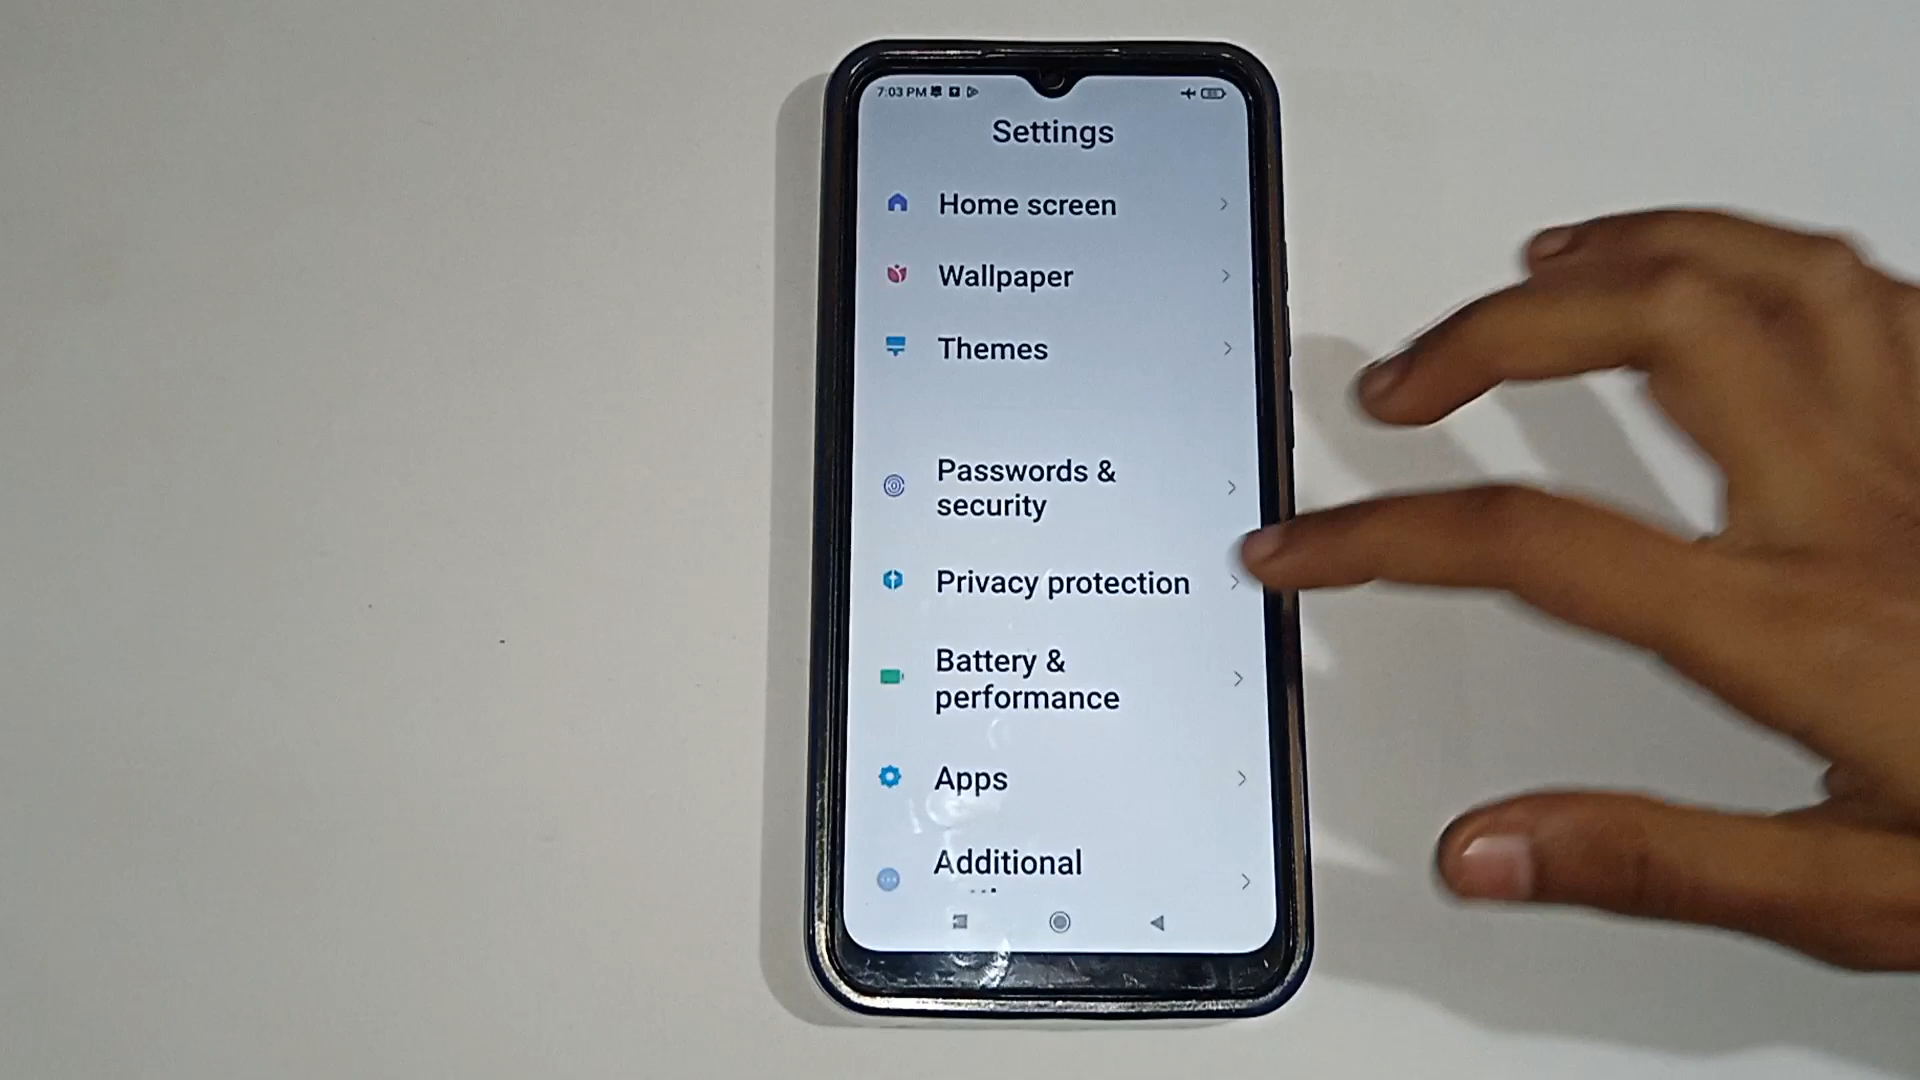 7:03 PM
Settings
Home screen
Wallpaper
Themes
Passwords &
security
Privacy protection
Battery &
performance
Apps
Additional